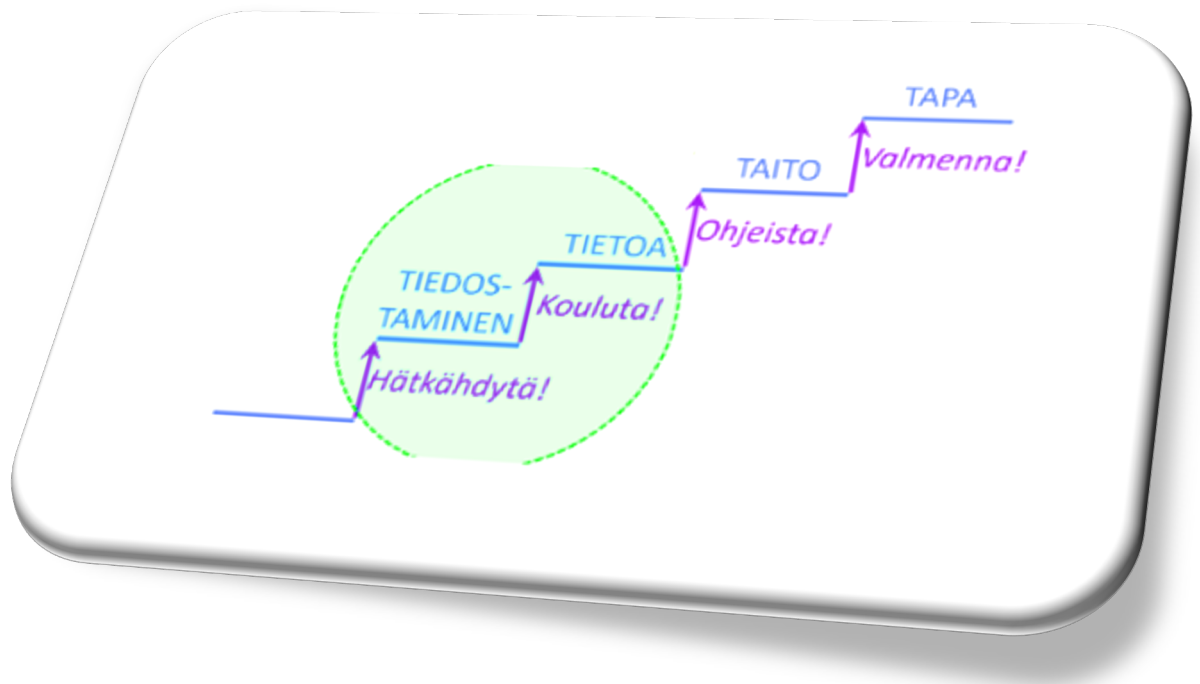 TAPA
Valmenna!
TAITO
Ohjeista!
TIETOA
Kouluta!
TIEDOS-
TAMINEN
Hätkähdytä!